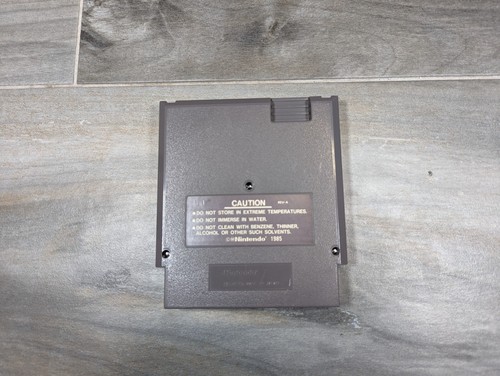 CAUTION
•DO NOT STORE IN EXTREME TEMPERATURES.
•DO NOT IMMERSE IN WATER.
•DO NOT CLEAN WITH BENZENE, THINNER,
ALCOHOL OR OTHER SUCH SOLVENTS.
©®Nintendo® 1985